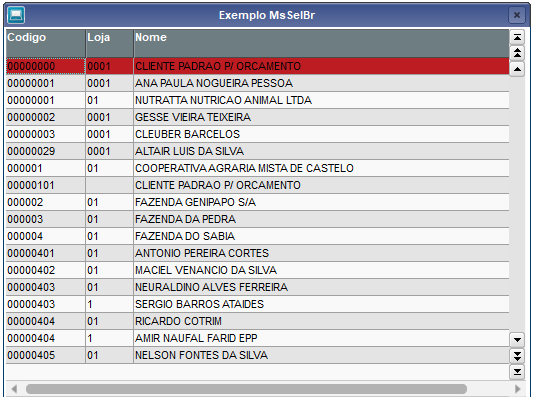 Exemplo MsSelBr
Codigo Loja Nome
00000000 0001 CLIENTE PADRAO P/ ORCAMENTO
00000001 0001 ANA PAULA NOGUEIRA PESSOA
00000001 01 NUTRATTA NUTRICAO ANIMAL LTDA
00000002 0001 GESSE VIEIRA TEIXEIRA
00000003 0001 CLEUBER BARCELOS
00000029 0001 ALTAIR LUIS DA SILVA
000001 01 COOPERATIVA AGRARIA MISTA DE CASTELO
00000101 CLIENTE PADRAO P/ ORCAMENTO
000002 01 FAZENDA GENIPAPO S/A
000003 01 FAZENDA DA PEDRA
000004 01 FAZENDA DO SABIA
00000401 01 ANTONIO PEREIRA CORTES
00000402 01 MACIEL VENANCIO DA SILVA
00000403 01 NEURALDINO ALVES FERREIRA
00000403 1 SERGIO BARROS ATAIDES
00000404 01 RICARDO COTRIM
00000404 1 AMIR NAUFAL FARID EPP
00000405 01 NELSON FONTES DA SILVA